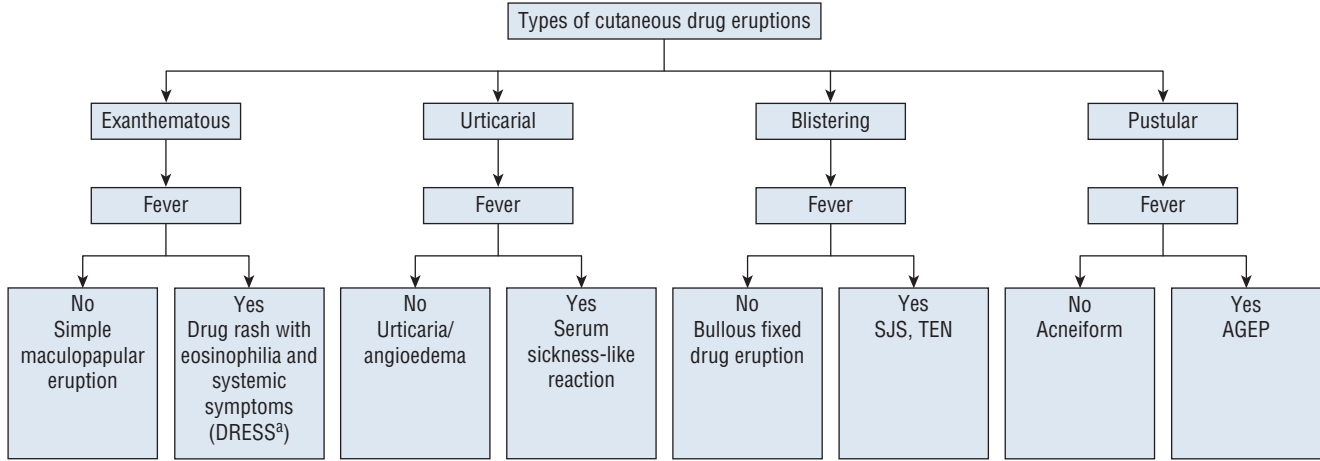 Types of cutaneous drug eruptions
Exanthematous
Urticarial
Blistering
Pustular
Fever
Fever
Fever
Fever
No
Simple
maculopapular
eruption
Yes
Drug rash with
eosinophilia and
systemic
symptoms
(DRESSª)
No
Urticaria/
angioedema
Yes
Serum
sickness-like
reaction
No
Bullous fixed
drug eruption
Yes
SJS, TEN
No
Acneiform
Yes
AGEP